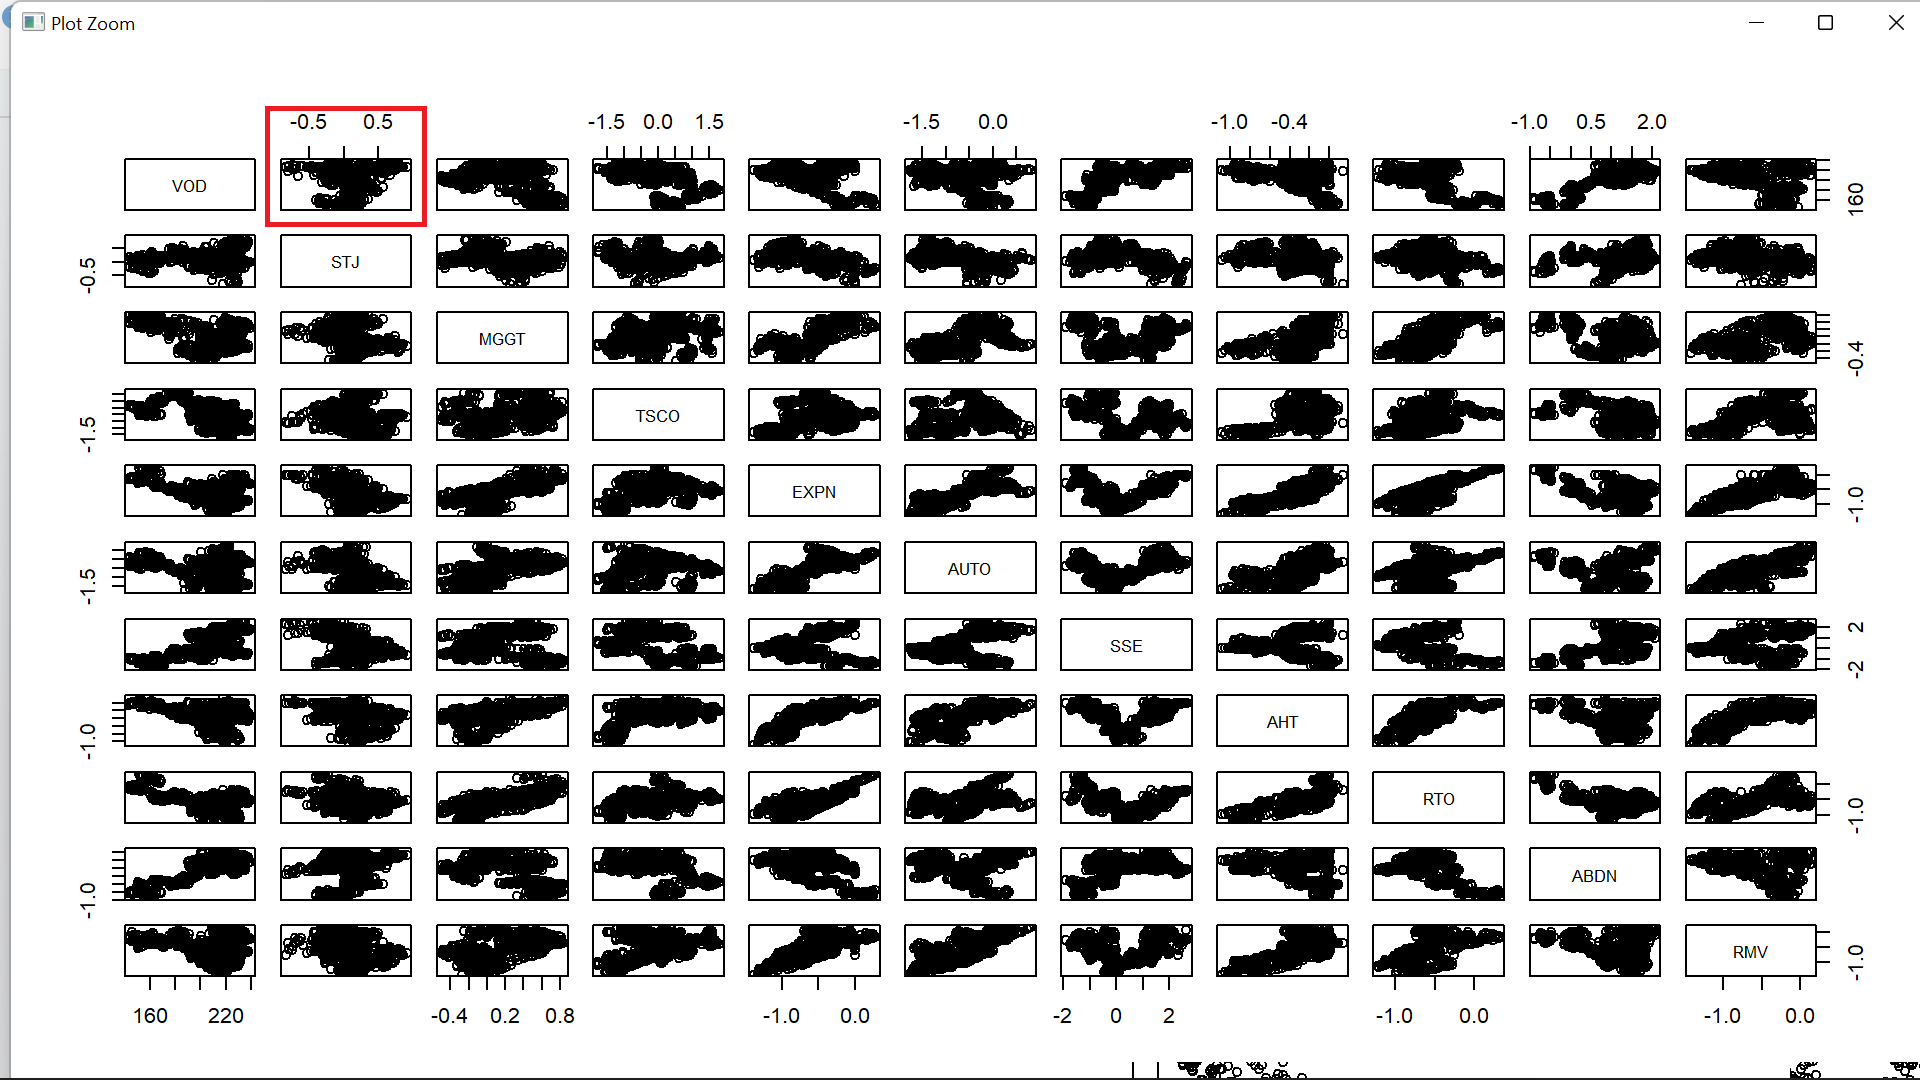 Plot Zoom
-0.5 0.5 -1.5 0.0 1.5 -1.5 0.0 -1.0 -0.4 -1.0 0.5 2.0
VOD 160
-0.5 STJ
MGGT -0.4
-1.5 TSCO
EXPN -1.0
-1.5 AUTO
SSE 2 -2
-1.0 AHT
RTO -1.0
-1.0 ABDN
RMV -1.0
160 220 -0.4 0.2 0.8 -1.0 0.0 -2 0 2 -1.0 0.0 -1.0 0.0